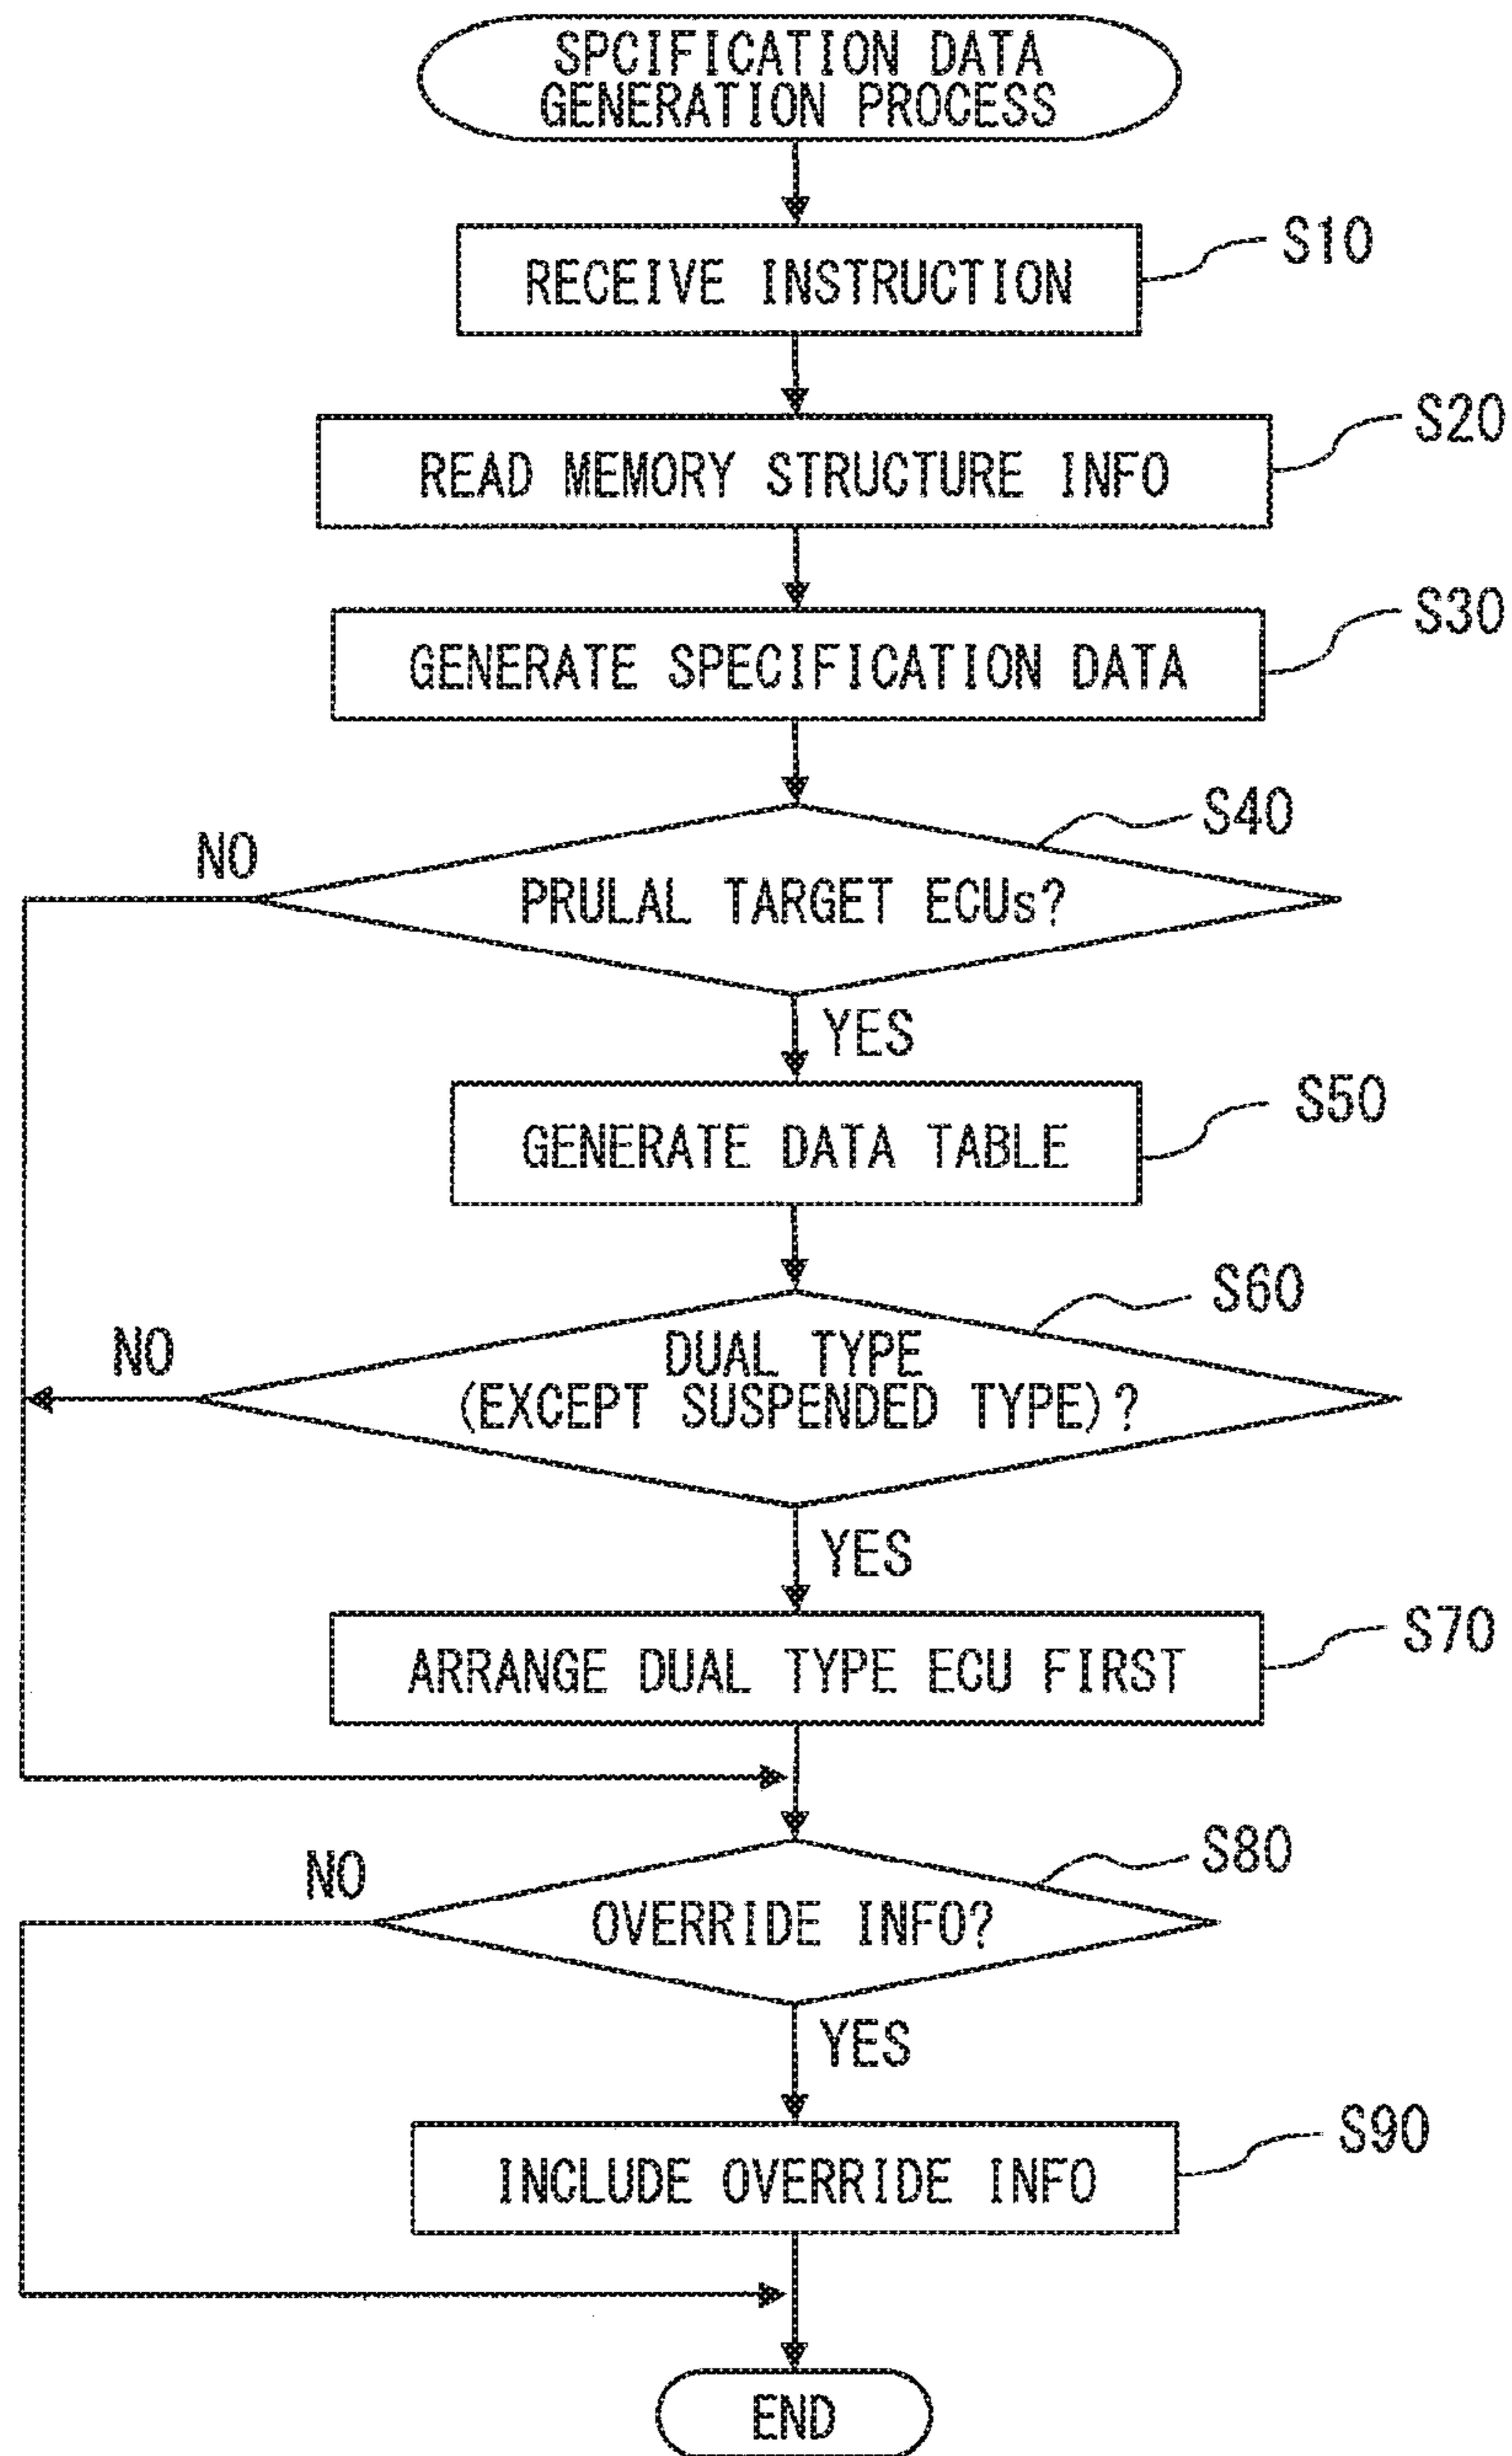 SPCIFICATION DATA
GENERATION PROCESS
RECEIVE INSTRUCTION
S10
READ MEMORY STRUCTURE INFO
S20
GENERATE SPECIFICATION DATA
S30
S40
NO
PRULAL TARGET ECUs?
YES
GENERATE DATA TABLE
S50
S60
NO
DUAL TYPE
(EXCEPT SUSPENDED TYPE)?
YES
ARRANGE DUAL TYPE ECU FIRST
S70
S80
NO
OVERRIDE INFO?
YES
INCLUDE OVERRIDE INFO
S90
END